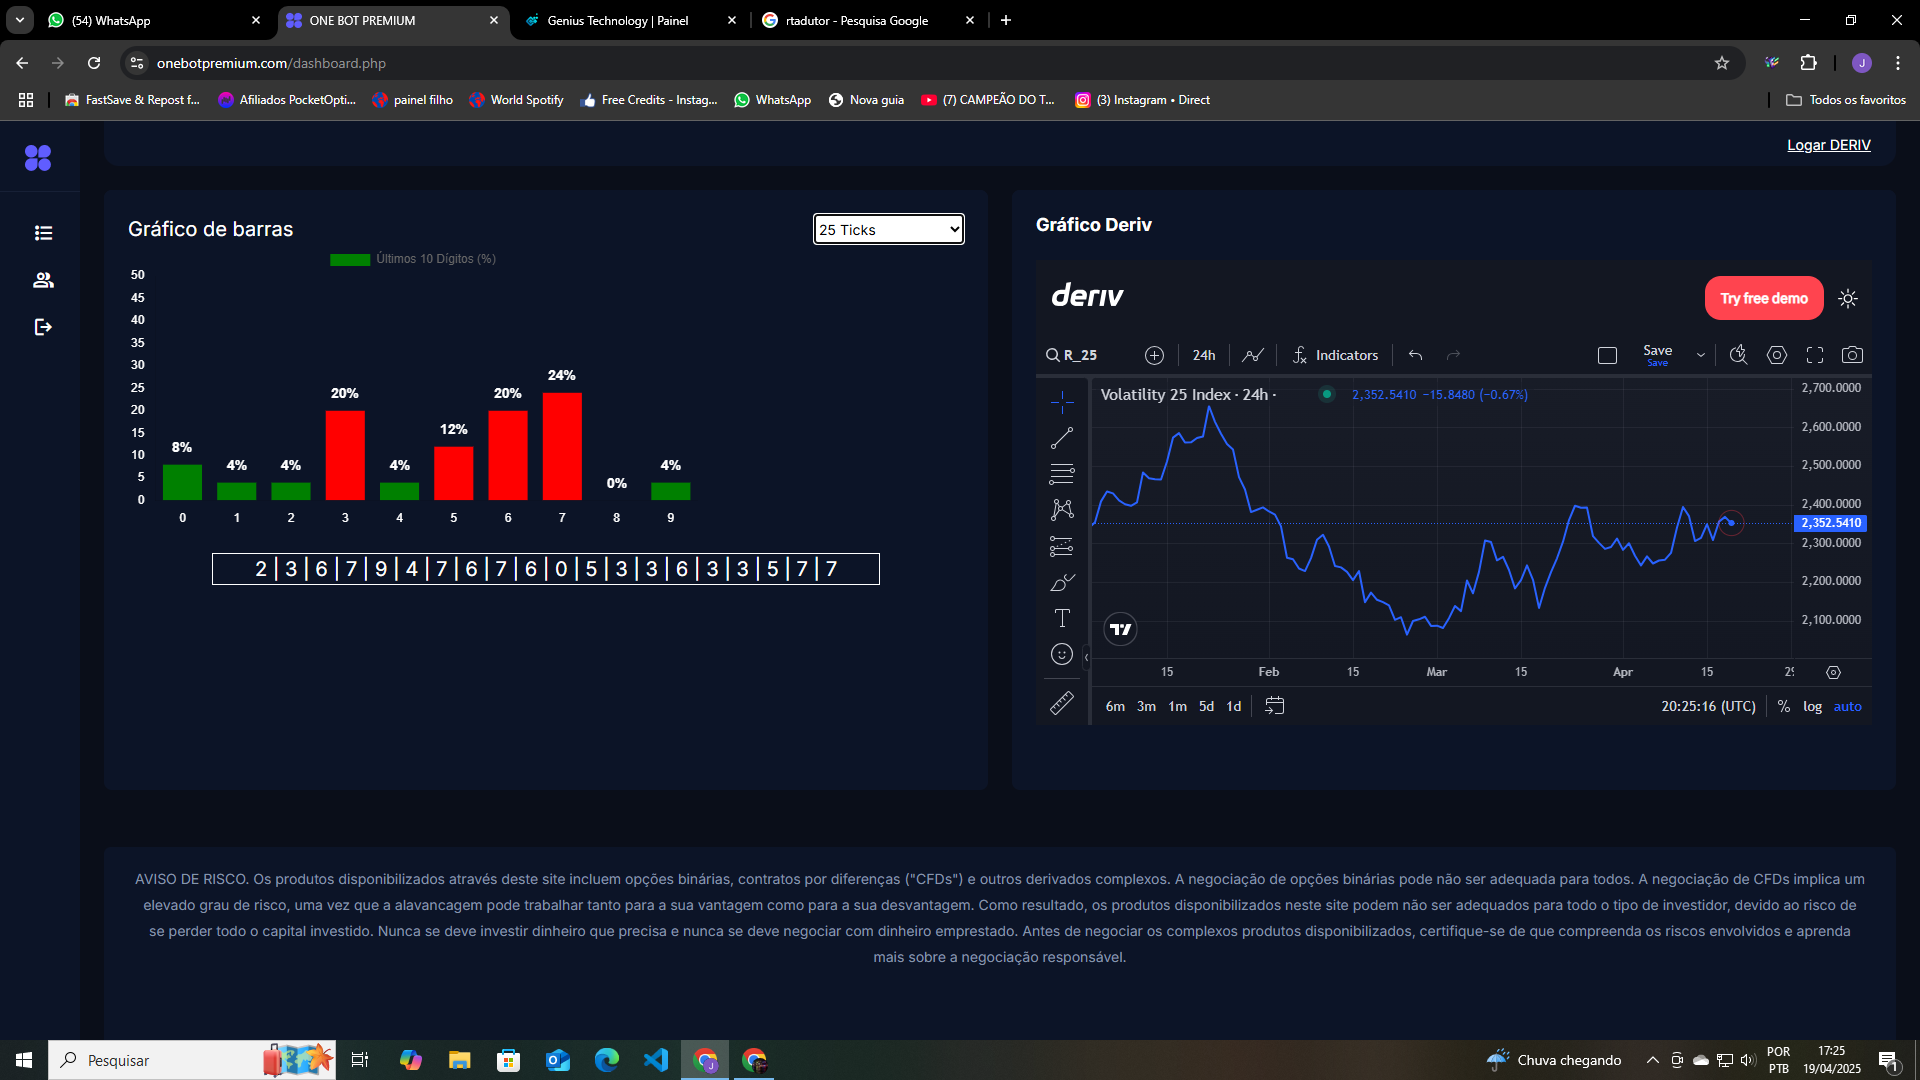 (54) WhatsApp
ONE BOT PREMIUM
Genius Technology | Painel
rtadutor - Pesquisa Google
onebotpremium.com/dashboard.php
J
FastSave & Repost f...
Afiliados PocketOpti...
painel filho
World Spotify
Free Credits - Instag...
WhatsApp
Nova guia
(7) CAMPEÃO DO T...
(3) Instagram • Direct
Todos os favoritos
Logar DERIV
Gráfico de barras
25 Ticks
Últimos 10 Dígitos (%)
50
45
40
35
30
25
20
15
10
5
0
8%
4%
4%
20%
4%
12%
20%
24%
0%
4%
0 1 2 3 4 5 6 7 8 9
2 | 3 | 6 | 7 | 9 | 4 | 7 | 6 | 7 | 6 | 0 | 5 | 3 | 3 | 6 | 3 | 3 | 5 | 7 | 7
Gráfico Deriv
deriv
Try free demo
R_25
24h
Indicators
Save
Save
Volatility 25 Index · 24h ·
2,352.5410 −15.8480 (−0.67%)
2,700.0000
2,600.0000
2,500.0000
2,400.0000
2,352.5410
2,300.0000
2,200.0000
2,100.0000
15 Feb 15 Mar 15 Apr 15 29
6m 3m 1m 5d 1d
20:25:16 (UTC)
% log auto
AVISO DE RISCO. Os produtos disponibilizados através deste site incluem opções binárias, contratos por diferenças ("CFDs") e outros derivados complexos. A negociação de opções binárias pode não ser adequada para todos. A negociação de CFDs implica um
elevado grau de risco, uma vez que a alavancagem pode trabalhar tanto para a sua vantagem como para a sua desvantagem. Como resultado, os produtos disponibilizados neste site podem não ser adequados para todo o tipo de investidor, devido ao risco de
se perder todo o capital investido. Nunca se deve investir dinheiro que precisa e nunca se deve negociar com dinheiro emprestado. Antes de negociar os complexos produtos disponibilizados, certifique-se de que compreenda os riscos envolvidos e aprenda
mais sobre a negociação responsável.
Pesquisar
Chuva chegando
POR
PTB
17:25
19/04/2025
1